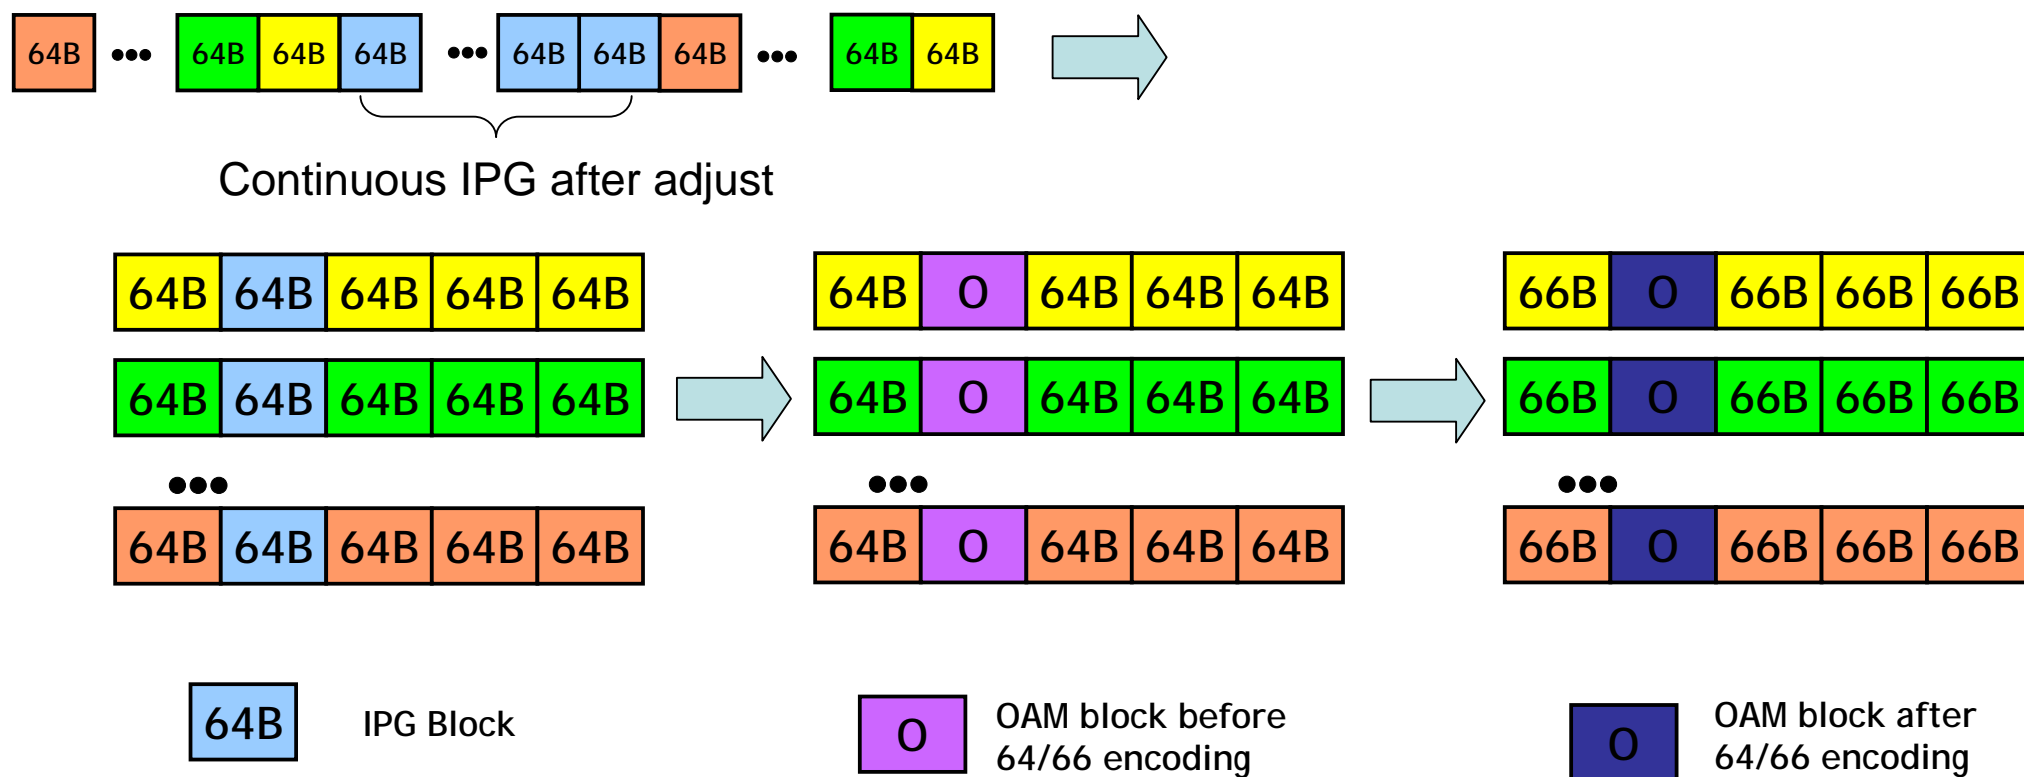 64B ••• 64B 64B 64B ••• 64B 64B 64B ••• 64B 64B
Continuous IPG after adjust
64B 64B 64B 64B 64B
64B O 64B 64B 64B
66B O 66B 66B 66B
64B 64B 64B 64B 64B
64B O 64B 64B 64B
66B O 66B 66B 66B
••• ••• •••
64B 64B 64B 64B 64B
64B O 64B 64B 64B
66B O 66B 66B 66B
64B IPG Block
O OAM block before
64/66 encoding
O OAM block after
64/66 encoding